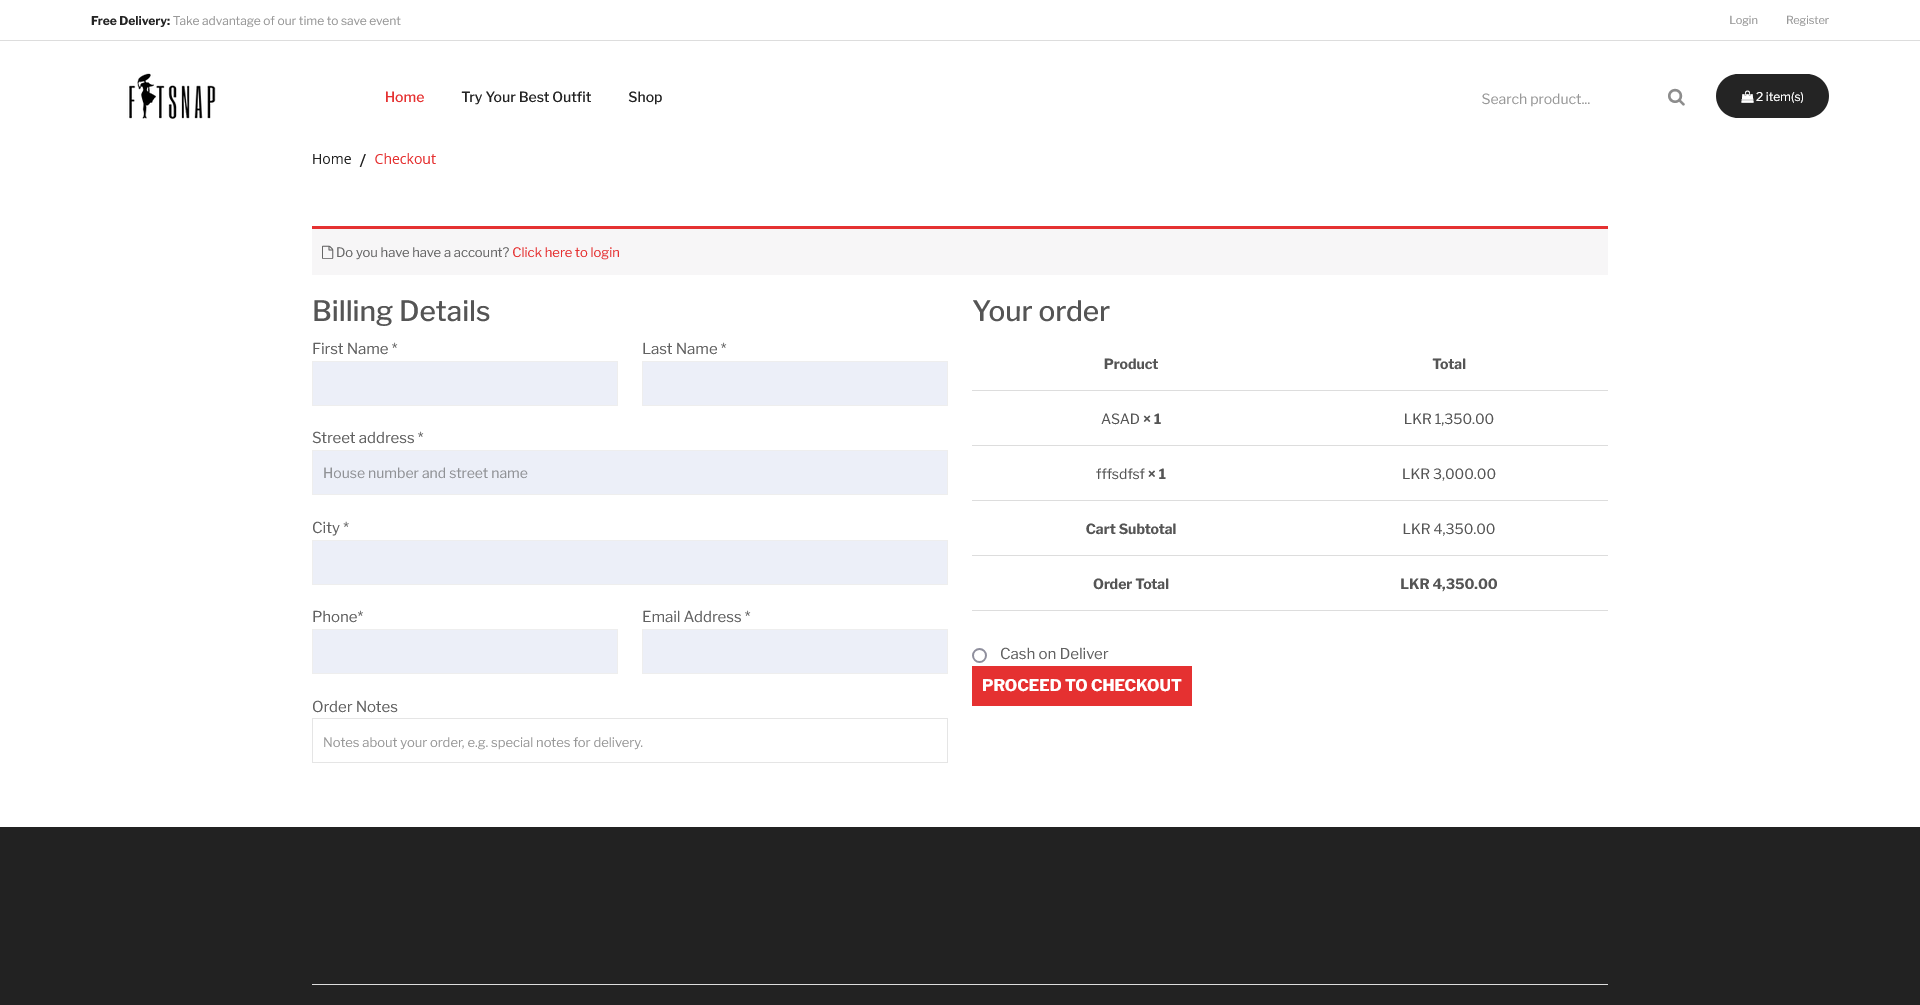 Free Delivery: Take advantage of our time to save event
Login Register
FITSNAP
Home Try Your Best Outfit Shop
Search product...
2 item(s)
Home / Checkout
Do you have have a account? Click here to login
Billing Details
First Name * Last Name *
Street address *
House number and street name
City *
Phone* Email Address *
Order Notes
Notes about your order, e.g. special notes for delivery.
Your order
Product Total
ASAD × 1 LKR 1,350.00
fffsdfsf × 1 LKR 3,000.00
Cart Subtotal LKR 4,350.00
Order Total LKR 4,350.00
Cash on Deliver
PROCEED TO CHECKOUT